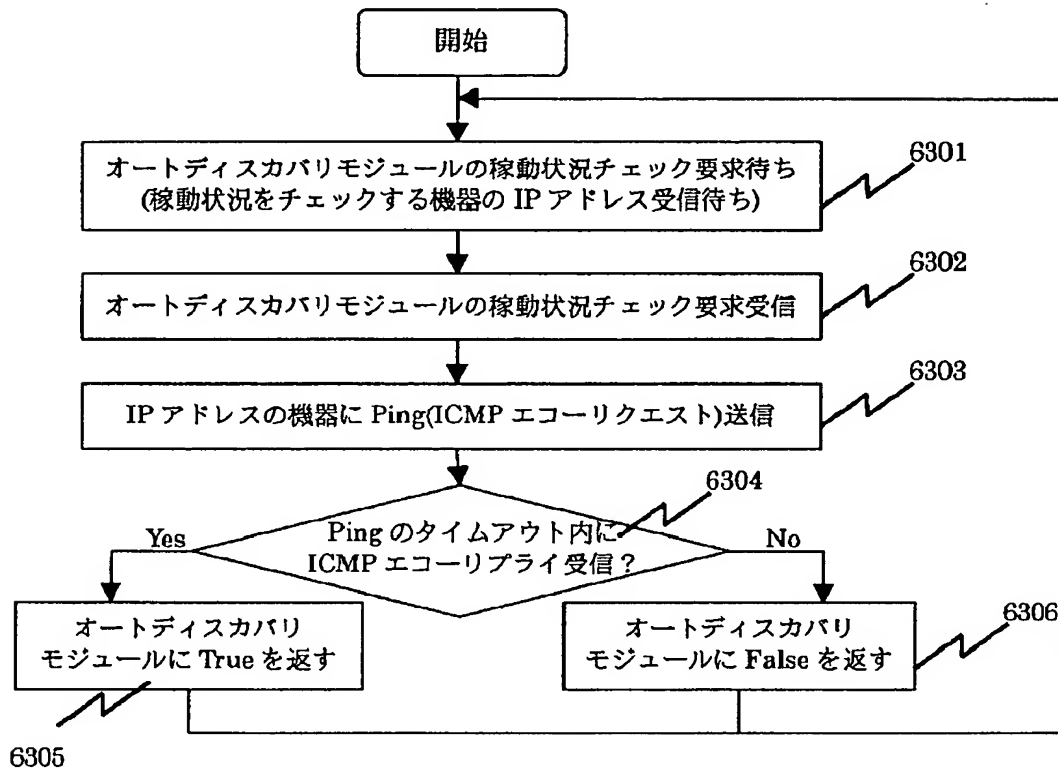 開始
オートディスカバリモジュールの稼動状況チェック要求待ち
(稼動状況をチェックする機器の IP アドレス受信待ち)
6301
オートディスカバリモジュールの稼動状況チェック要求受信
6302
IP アドレスの機器に Ping(ICMP エコーリクエスト)送信
6303
Ping のタイムアウト内に
ICMP エコーリプライ受信？
6304
Yes
No
オートディスカバリ
モジュールに True を返す
6305
オートディスカバリ
モジュールに False を返す
6306